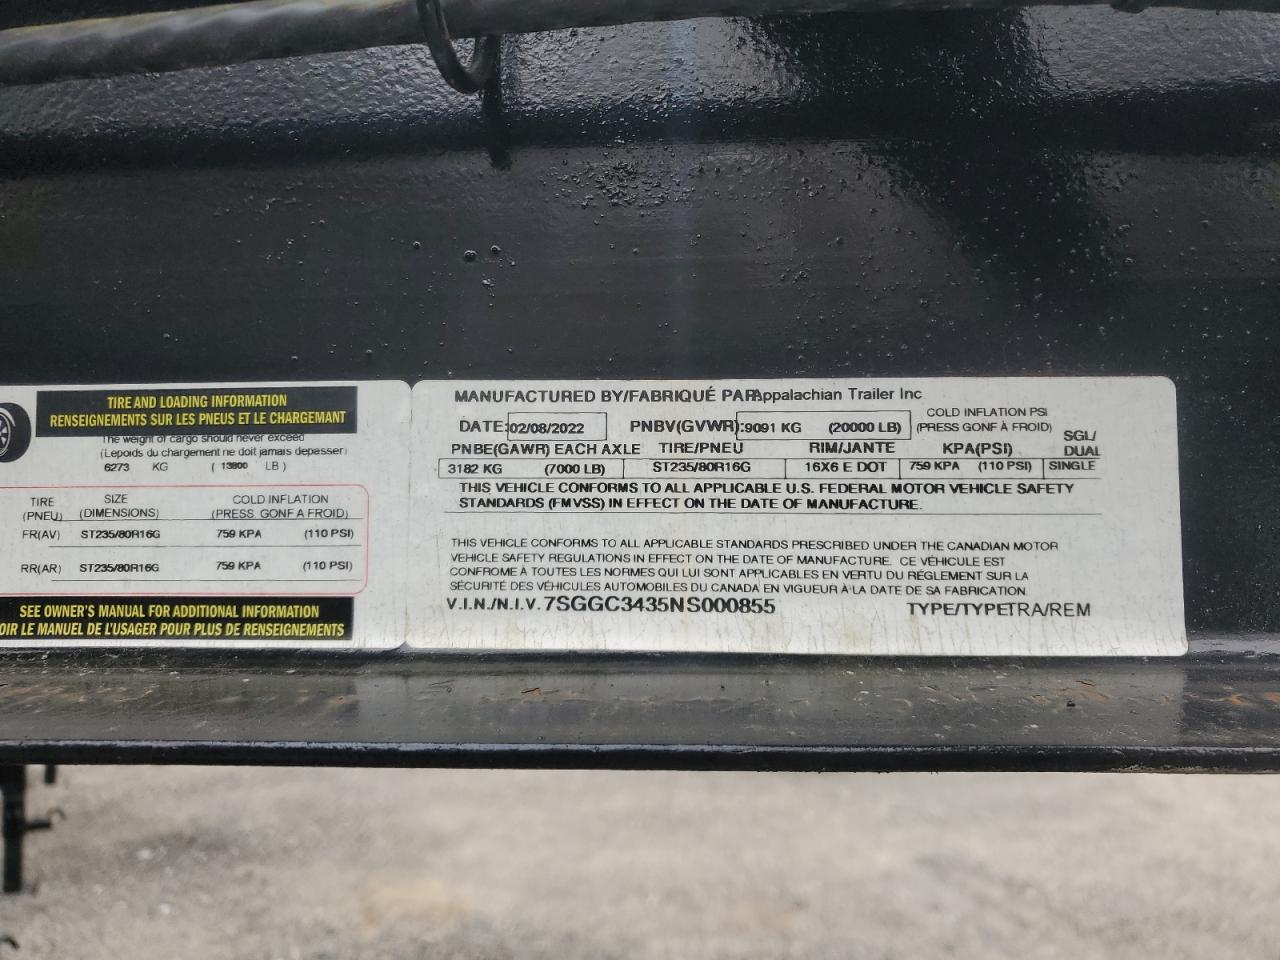 TIRE AND LOADING INFORMATION
RENSEIGNEMENTS SUR LES PNEUS ET LE CHARGEMENT
The weight of cargo should never exceed
(Lepoids du chargement ne doit jamais depasser)
6273 KG ( 13800 LB )
TIRE (PNEU) SIZE (DIMENSIONS) COLD INFLATION (PRESS. GONF A FROID)
FR(AV) ST235/80R16G 759 KPA (110 PSI)
RR(AR) ST235/80R16G 759 KPA (110 PSI)
SEE OWNER'S MANUAL FOR ADDITIONAL INFORMATION
OIR LE MANUEL DE L'USAGER POUR PLUS DE RENSEIGNEMENTS
MANUFACTURED BY/FABRIQUÉ PAR Appalachian Trailer Inc
DATE: 02/08/2022 PNBV(GVWR): 9091 KG (20000 LB) COLD INFLATION PSI (PRESS GONF À FROID)
PNBE(GAWR) EACH AXLE TIRE/PNEU RIM/JANTE KPA(PSI) SGL/ DUAL
3182 KG (7000 LB) ST235/80R16G 16X6 E DOT 759 KPA (110 PSI) SINGLE
THIS VEHICLE CONFORMS TO ALL APPLICABLE U.S. FEDERAL MOTOR VEHICLE SAFETY
STANDARDS (FMVSS) IN EFFECT ON THE DATE OF MANUFACTURE.
THIS VEHICLE CONFORMS TO ALL APPLICABLE STANDARDS PRESCRIBED UNDER THE CANADIAN MOTOR
VEHICLE SAFETY REGULATIONS IN EFFECT ON THE DATE OF MANUFACTURE. CE VÉHICULE EST
CONFROME À TOUTES LES NORMES QUI LUI SONT APPLICABLES EN VERTU DU RÉGLEMENT SUR LA
SÉCURITÉ DES VÉHICULES AUTOMOBILES DU CANADA EN VIGUEUR À LA DATE DE SA FABRICATION.
V.I.N./N.I.V. 7SGGC3435NS000855 TYPE/TYPE TRA/REM